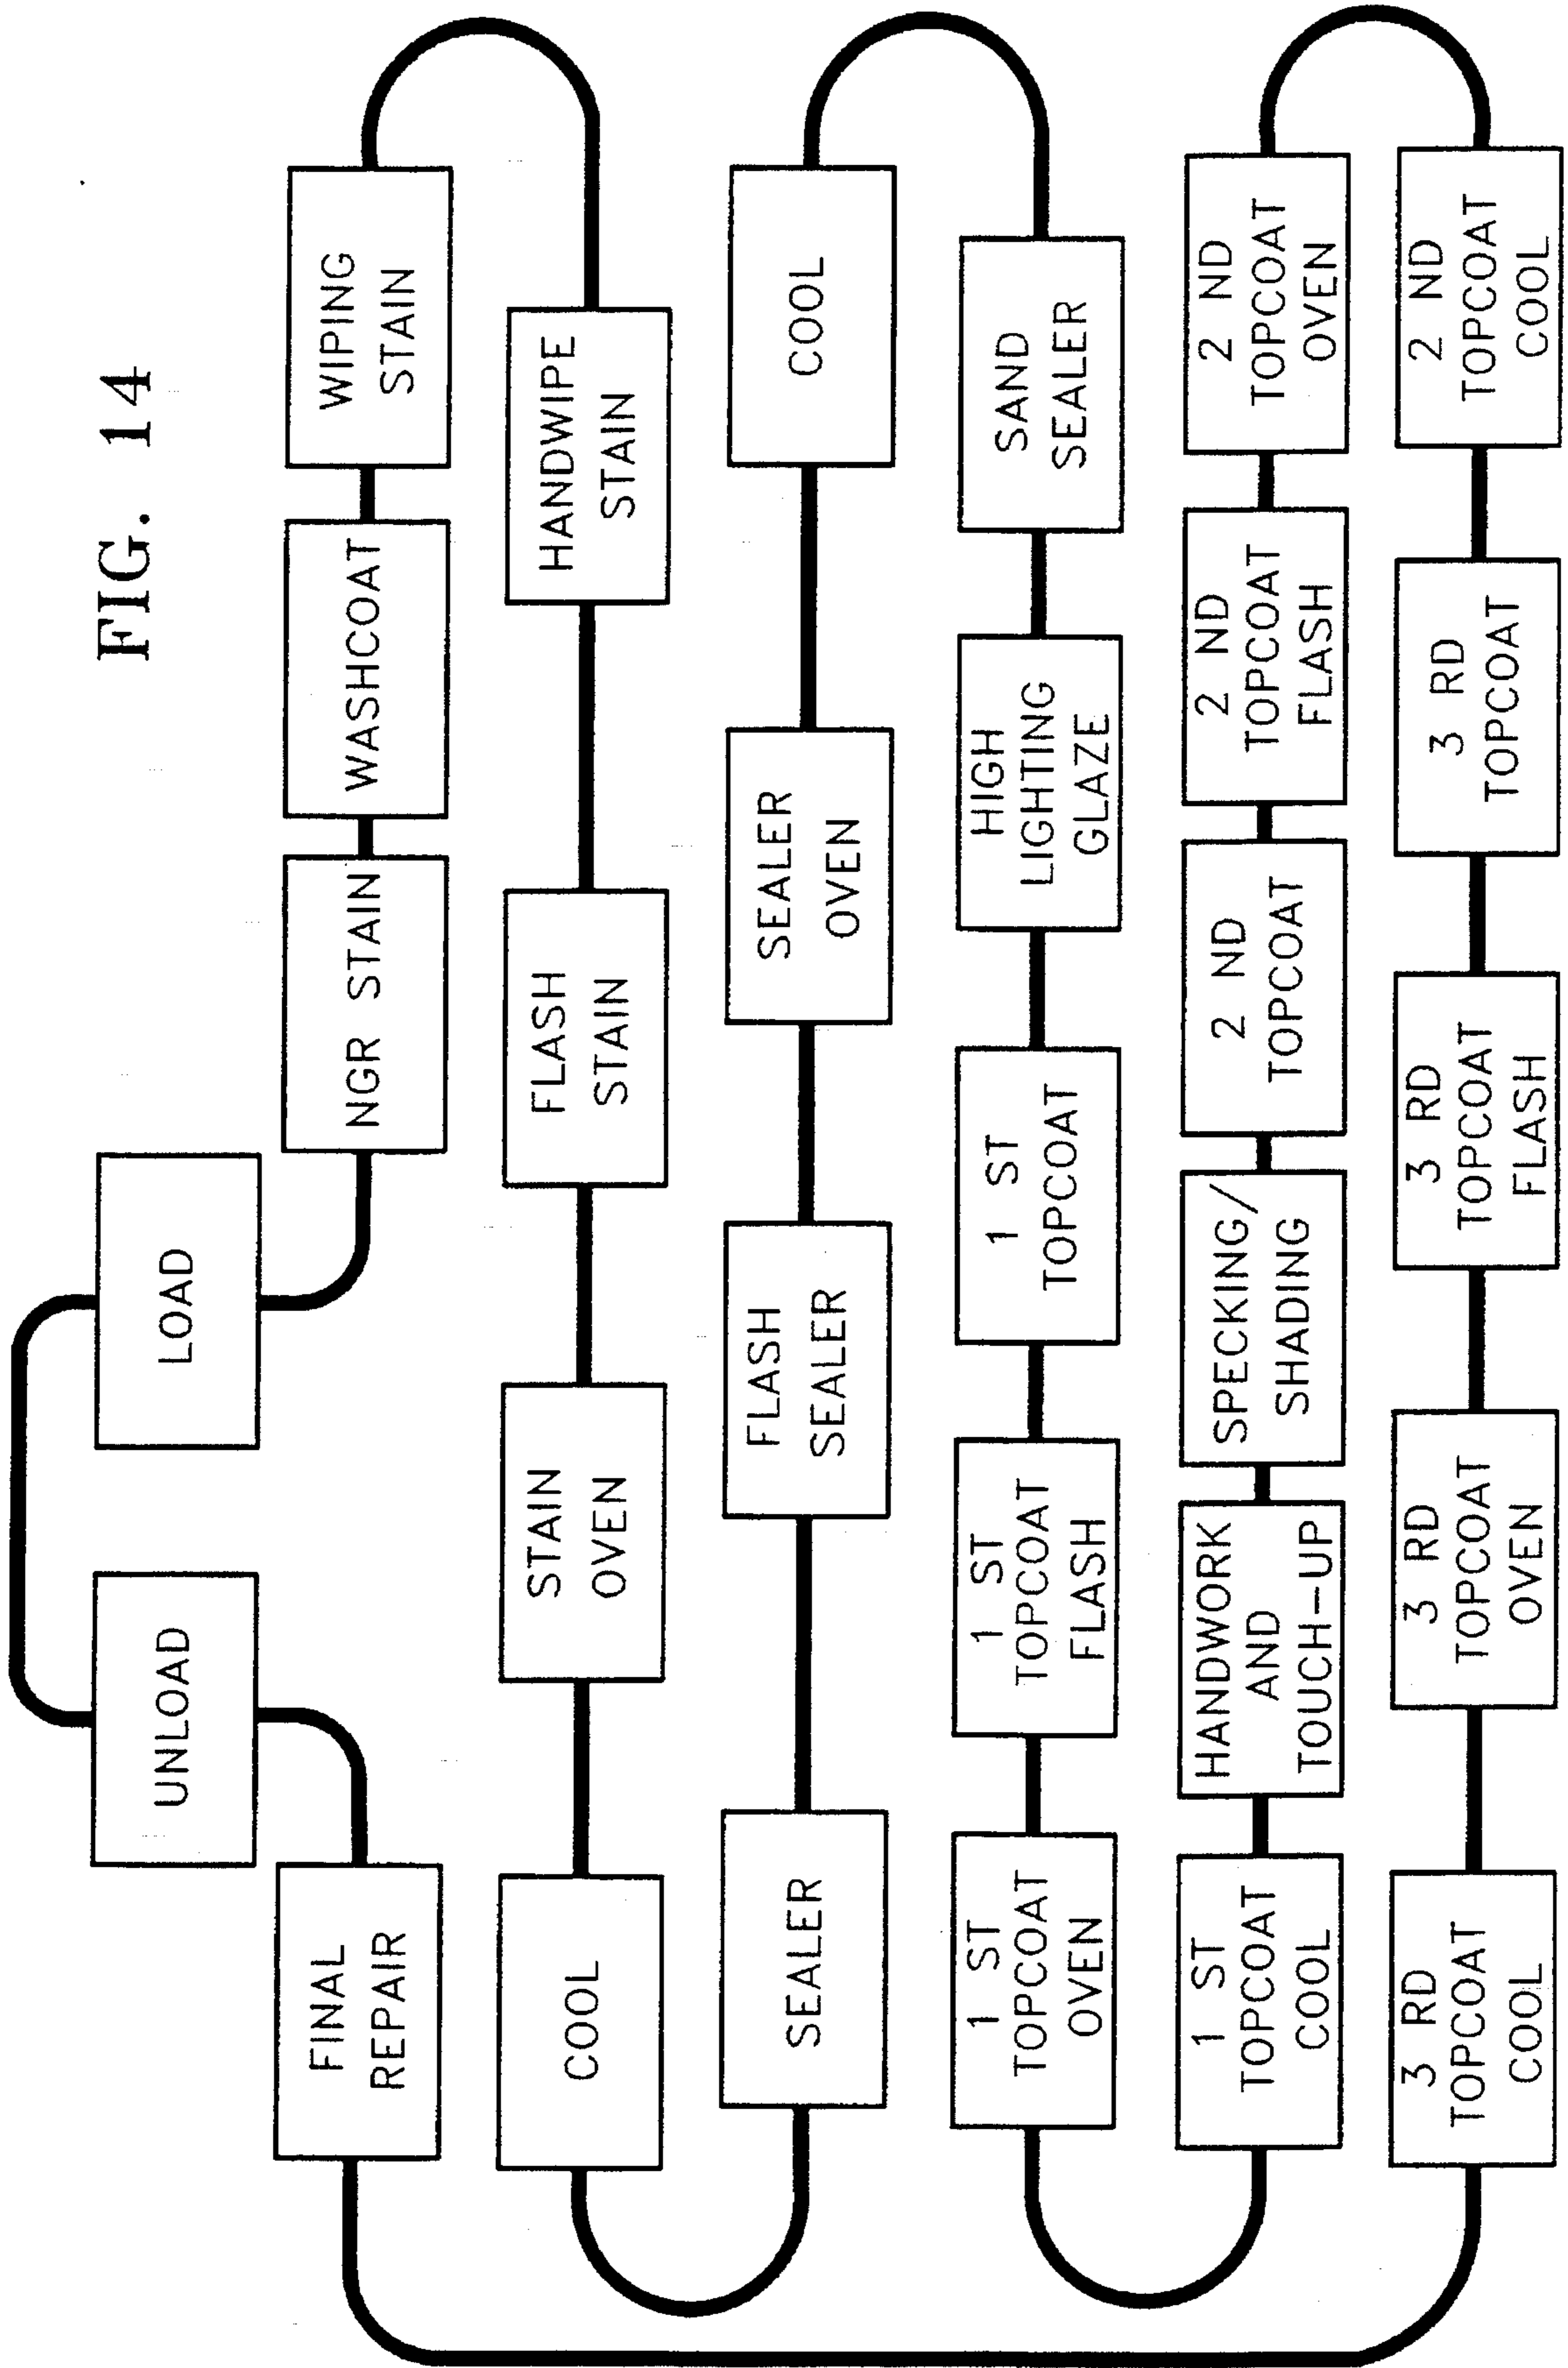 FIG. 14
LOAD
NGR STAIN
WASHCOAT
WIPING
STAIN
HANDWIPE
STAIN
FLASH
STAIN
STAIN
OVEN
COOL
SEALER
FLASH
SEALER
SEALER
OVEN
COOL
SAND
SEALER
HIGH
LIGHTING
GLAZE
1 ST
TOPCOAT
1 ST
TOPCOAT
FLASH
1 ST
TOPCOAT
OVEN
1 ST
TOPCOAT
COOL
HANDWORK
AND
TOUCH-UP
SPECKING/
SHADING
2 ND
TOPCOAT
2 ND
TOPCOAT
FLASH
2 ND
TOPCOAT
OVEN
2 ND
TOPCOAT
COOL
3 RD
TOPCOAT
3 RD
TOPCOAT
FLASH
3 RD
TOPCOAT
OVEN
3 RD
TOPCOAT
COOL
FINAL
REPAIR
UNLOAD